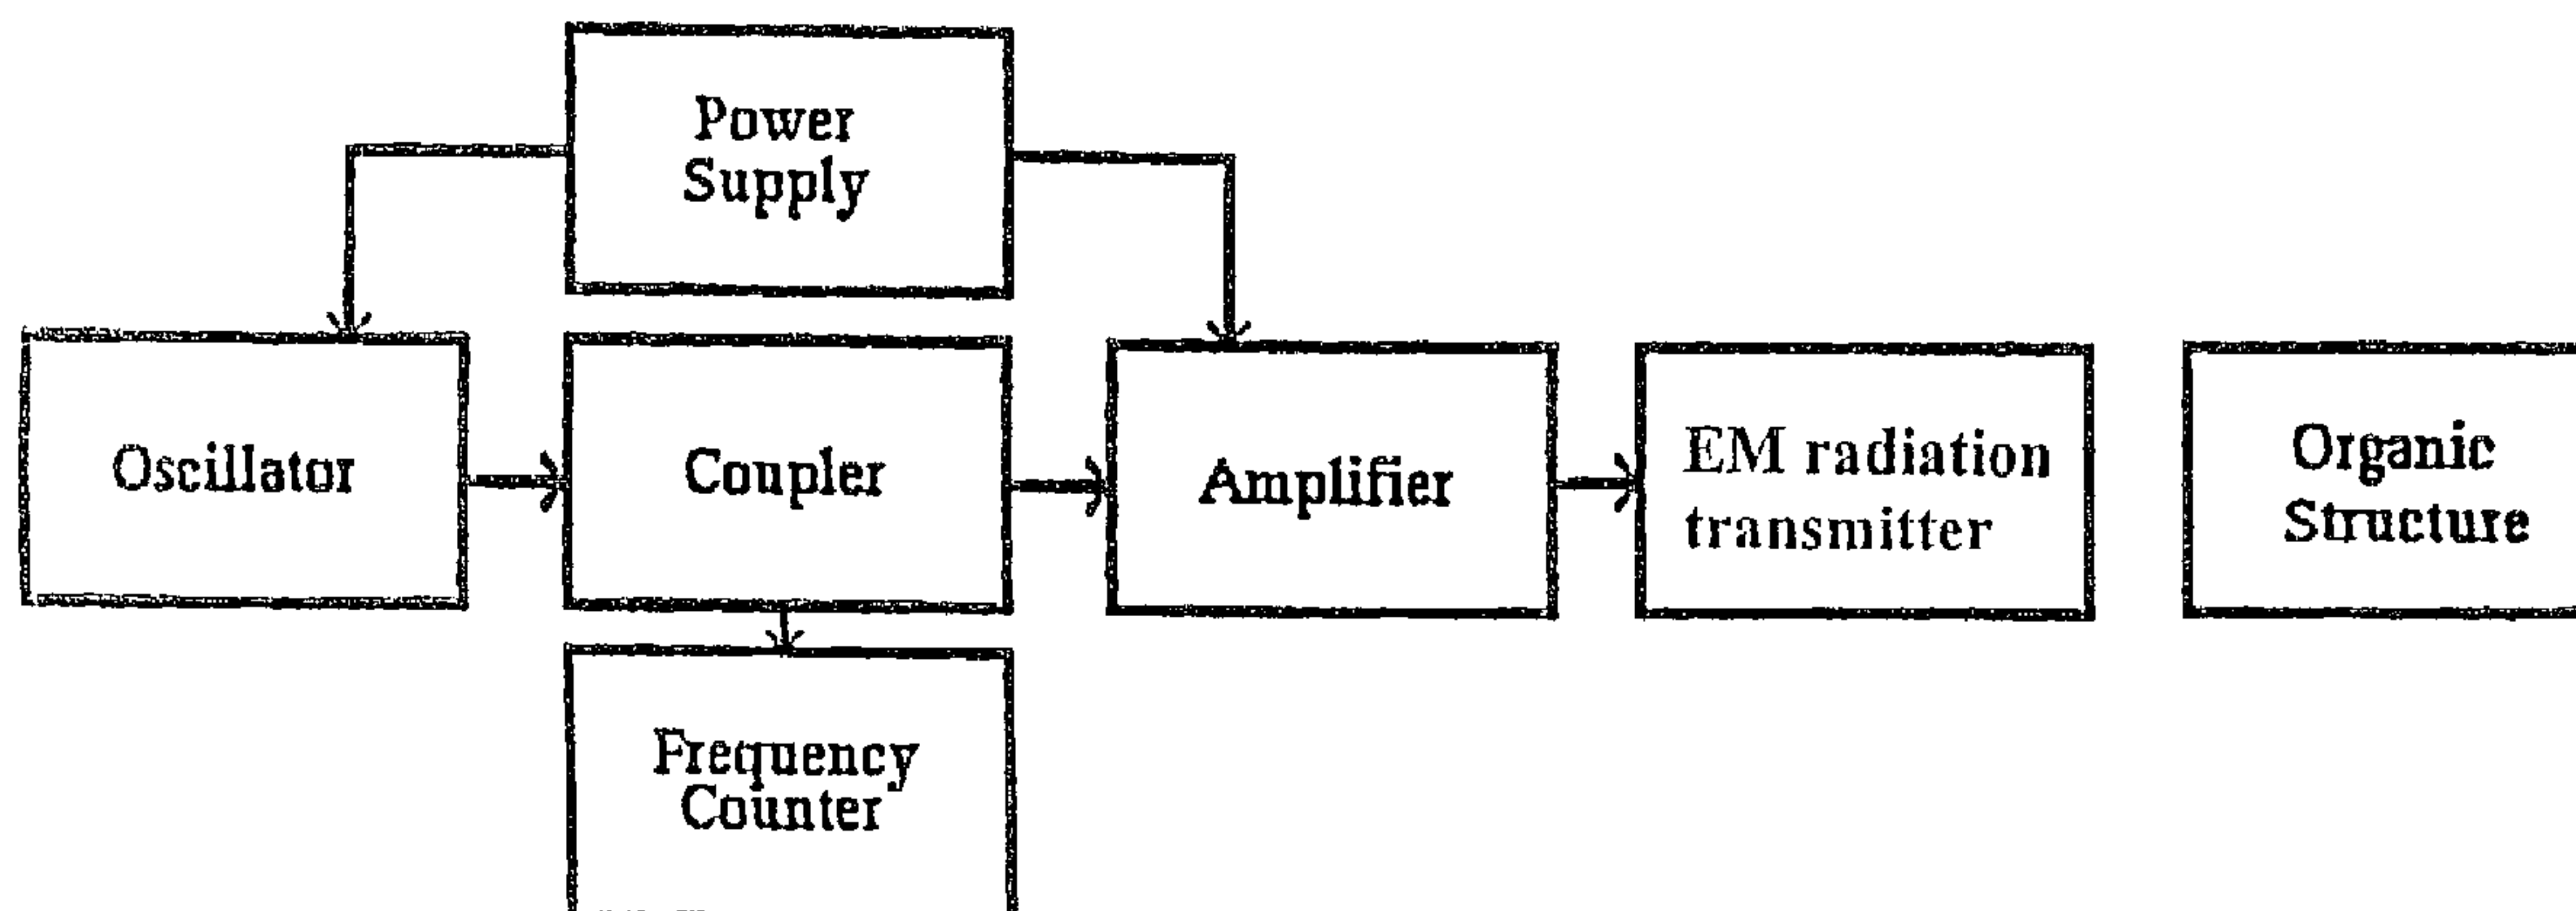 Power
Supply
Oscillator
Coupler
Amplifier
EM radiation
transmitter
Organic
Structure
Frequency
Counter